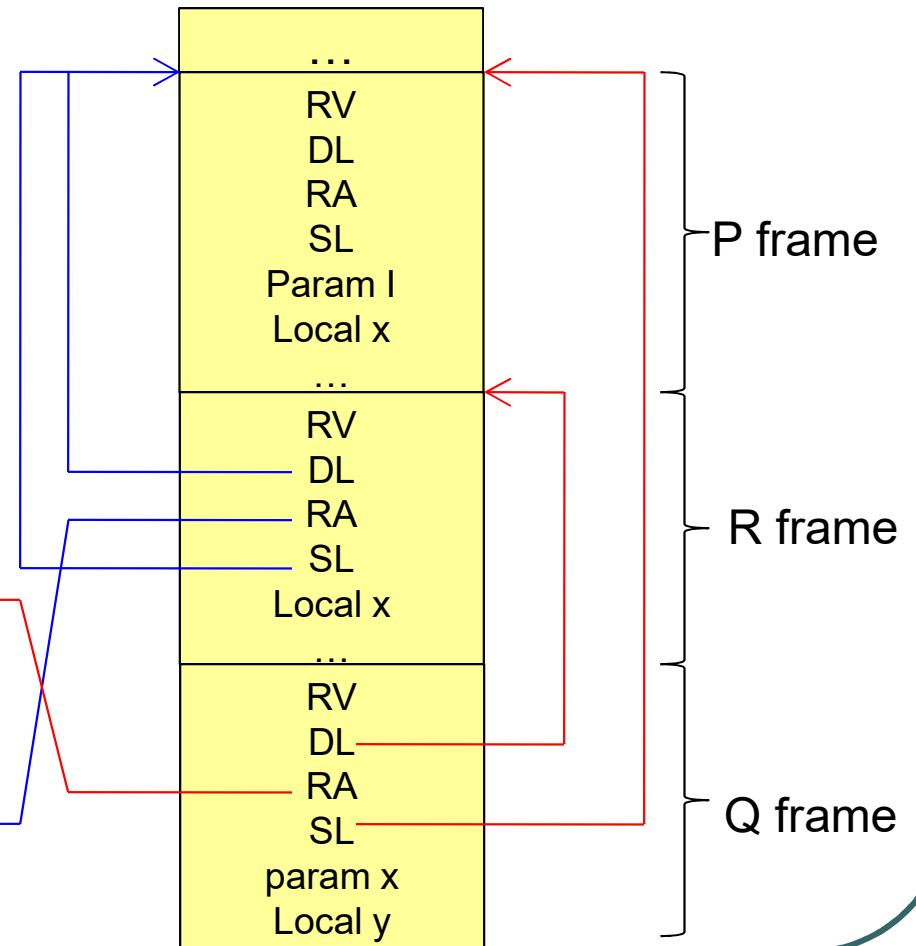 ...
RV
DL
RA
SL
Param I
Local x
...
P frame
RV
DL
RA
SL
Local x
...
R frame
RV
DL
RA
SL
param x
Local y
Q frame